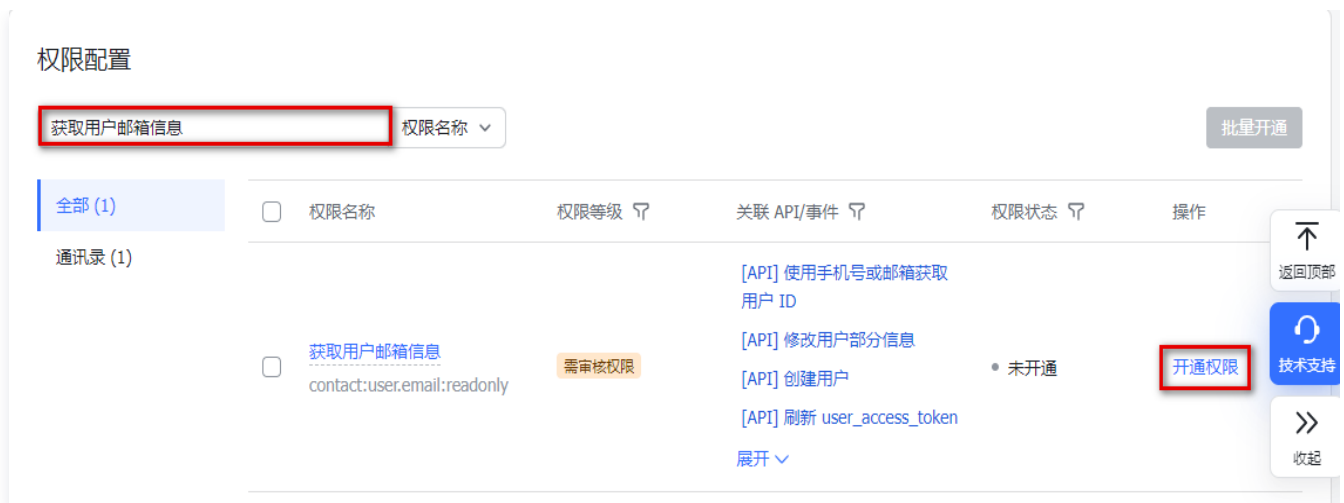 权限配置
获取用户邮箱信息
权限名称
批量开通
全部 (1)
通讯录 (1)
权限名称
权限等级
关联 API/事件
权限状态
操作
获取用户邮箱信息
contact:user.email:readonly
需审核权限
[API] 使用手机号或邮箱获取
用户 ID
[API] 修改用户部分信息
[API] 创建用户
[API] 刷新 user_access_token
展开
未开通
开通权限
返回顶部
技术支持
收起